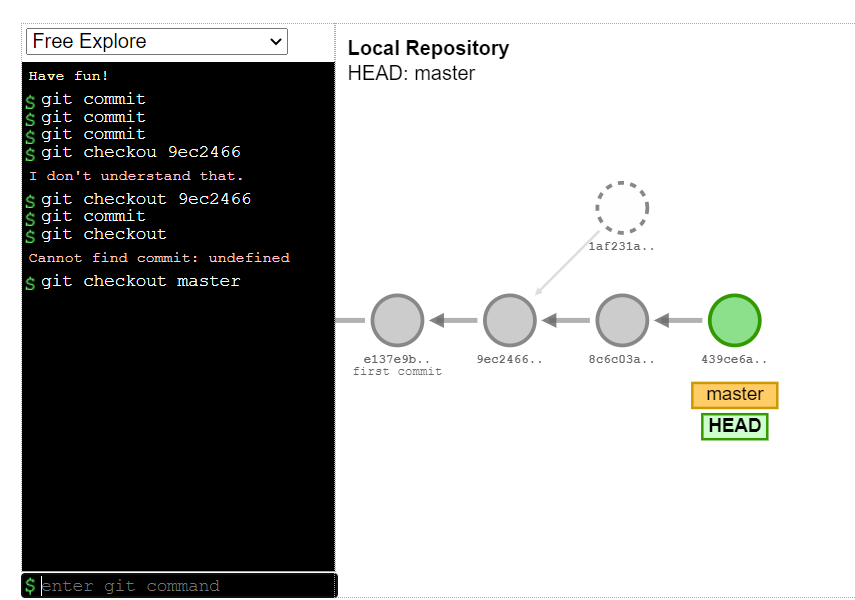 Free Explore
Have fun!
$ git commit
$ git commit
$ git commit
$ git checkou 9ec2466
I don't understand that.
$ git checkout 9ec2466
$ git commit
$ git checkout
Cannot find commit: undefined
$ git checkout master
$ enter git command
Local Repository
HEAD: master
1af231a..
e137e9b..
first commit
9ec2466..
8c6c03a..
439ce6a..
master
HEAD